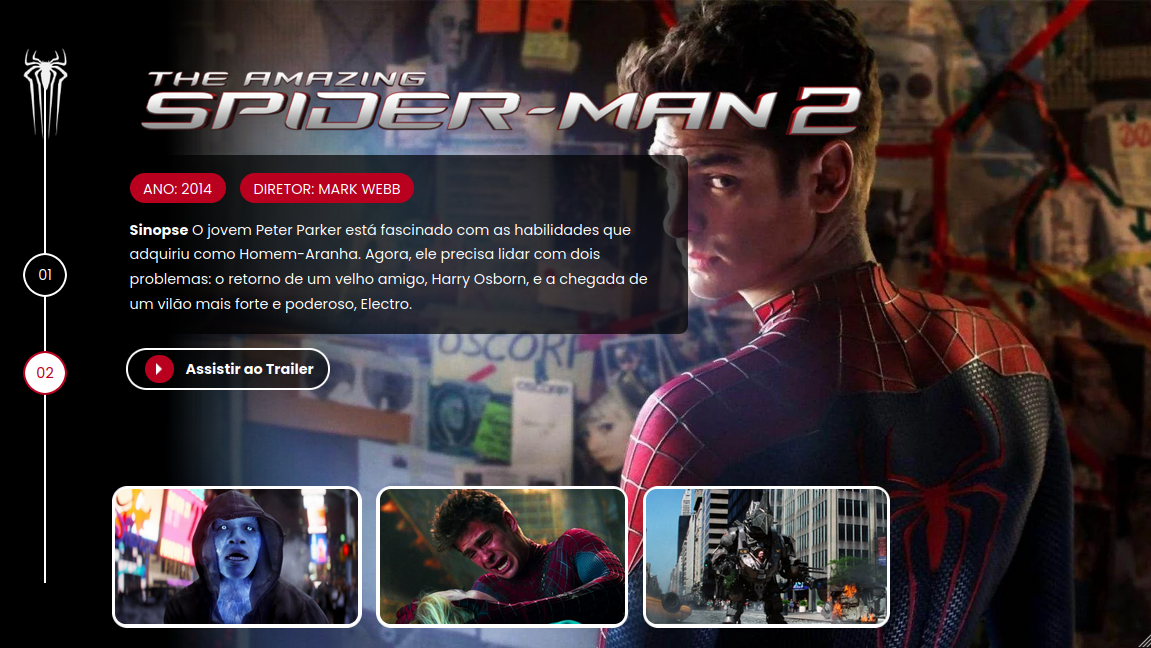 THE AMAZING
SPIDER-MAN 2
ANO: 2014
DIRETOR: MARK WEBB
Sinopse O jovem Peter Parker está fascinado com as habilidades que
adquiriu como Homem-Aranha. Agora, ele precisa lidar com dois
problemas: o retorno de um velho amigo, Harry Osborn, e a chegada de
um vilão mais forte e poderoso, Electro.
01
02
OSCORP
Assistir ao Trailer